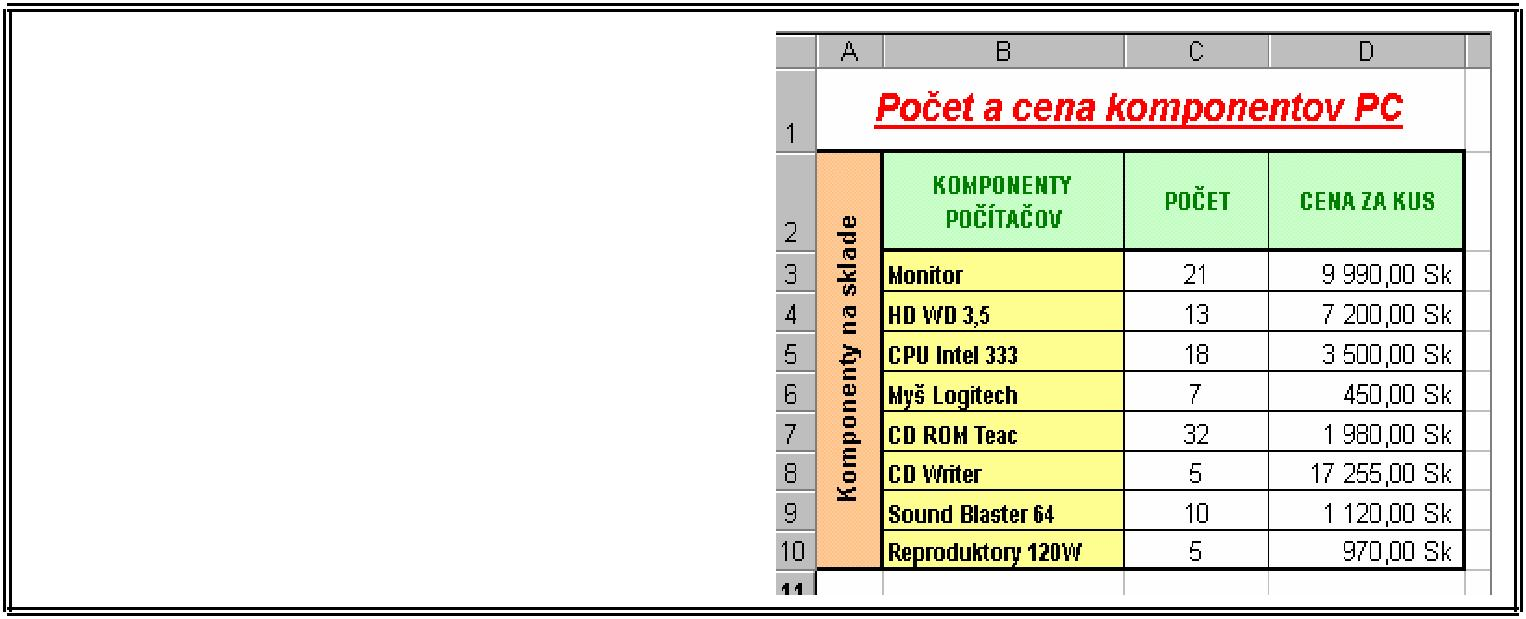 A B C D
1 Počet a cena komponentov PC
Komponenty na sklade
2 KOMPONENTY POČET CENA ZA KUS
POČÍTAČOV
3 Monitor 21 9 990,00 Sk
4 HD WD 3,5 13 7 200,00 Sk
5 CPU Intel 333 18 3 500,00 Sk
6 Myš Logitech 7 450,00 Sk
7 CD ROM Teac 32 1 980,00 Sk
8 CD Writer 5 17 255,00 Sk
9 Sound Blaster 64 10 1 120,00 Sk
10 Reproduktory 120W 5 970,00 Sk
11